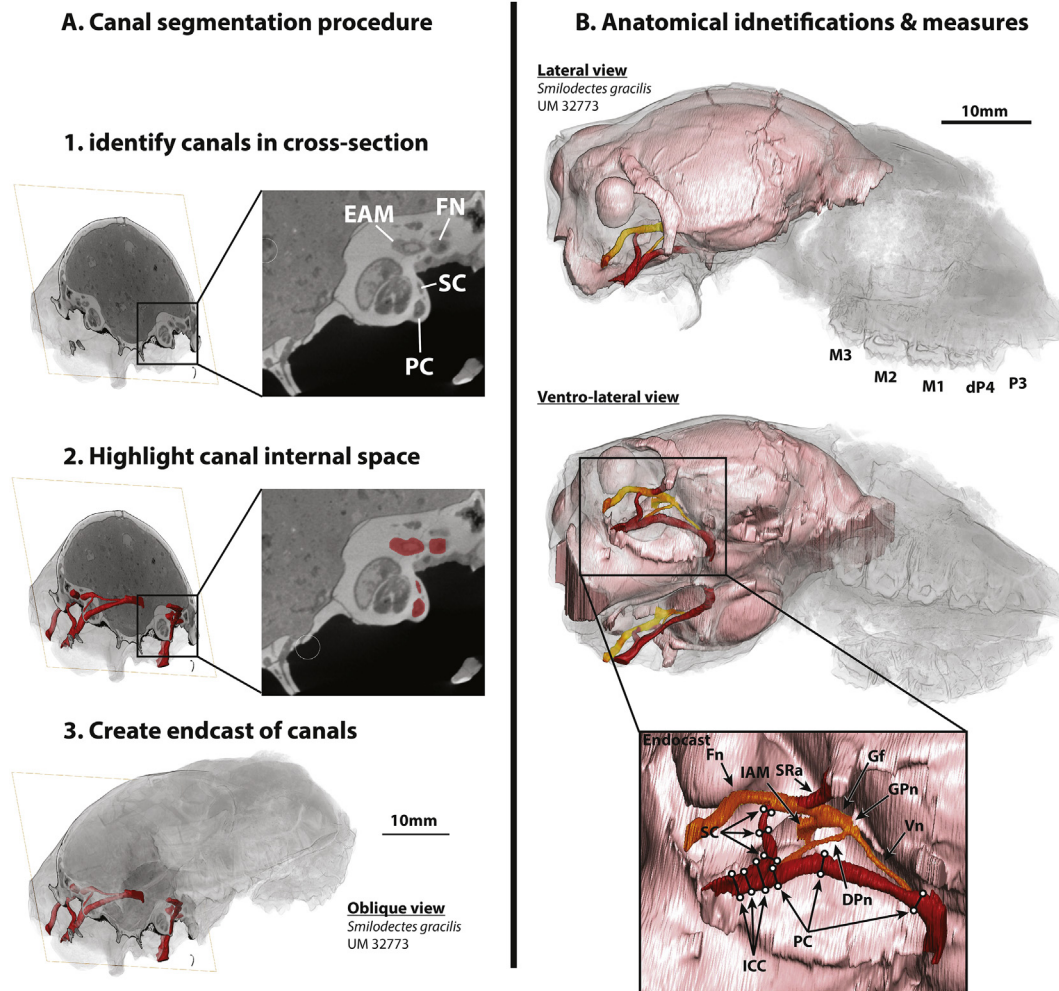 A. Canal segmentation procedure
1. identify canals in cross-section
EAM
FN
SC
PC
2. Highlight canal internal space
3. Create endcast of canals
10mm
Oblique view
Smilodectes gracilis
UM 32773
B. Anatomical idnetifications & measures
Lateral view
Smilodectes gracilis
UM 32773
10mm
M3
M2
M1
dP4
P3
Ventro-lateral view
Endocast
Fn
IAM
SRa
Gf
GPn
SC
Vn
DPn
PC
ICC